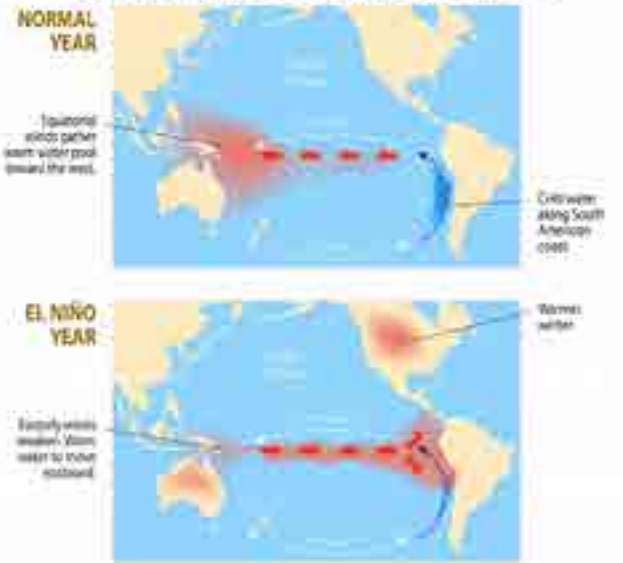 NORMAL
YEAR
Equatorial
winds gather
warm water pool
toward the west.
Cold water
along South
American
coast
EL NIÑO
YEAR
Warmer
winter
Easterly winds
weaken. Warm
water to move
eastward.